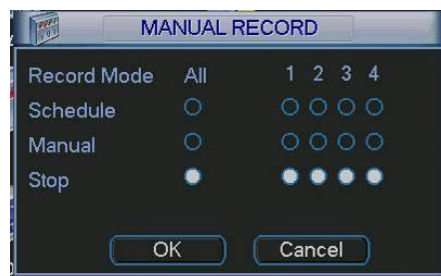 MANUAL RECORD
Record Mode All 1 2 3 4
Schedule
Manual
Stop
OK Cancel